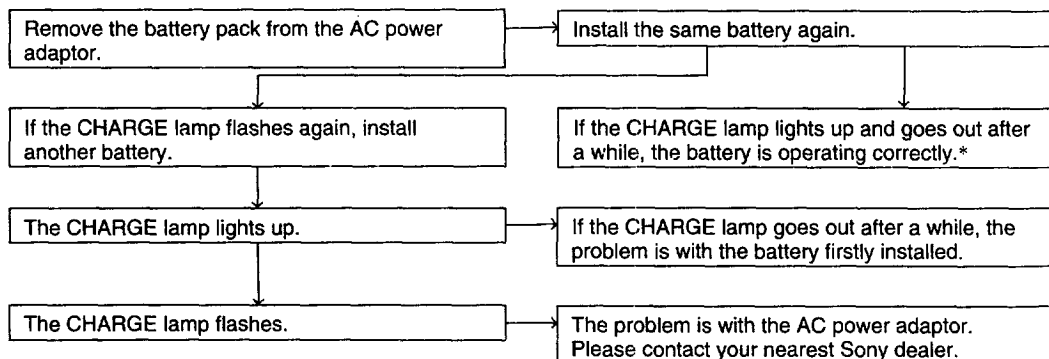 Remove the battery pack from the AC power
adaptor.
Install the same battery again.
If the CHARGE lamp flashes again, install
another battery.
If the CHARGE lamp lights up and goes out after
a while, the battery is operating correctly.*
The CHARGE lamp lights up.
If the CHARGE lamp goes out after a while, the
problem is with the battery firstly installed.
The CHARGE lamp flashes.
The problem is with the AC power adaptor.
Please contact your nearest Sony dealer.